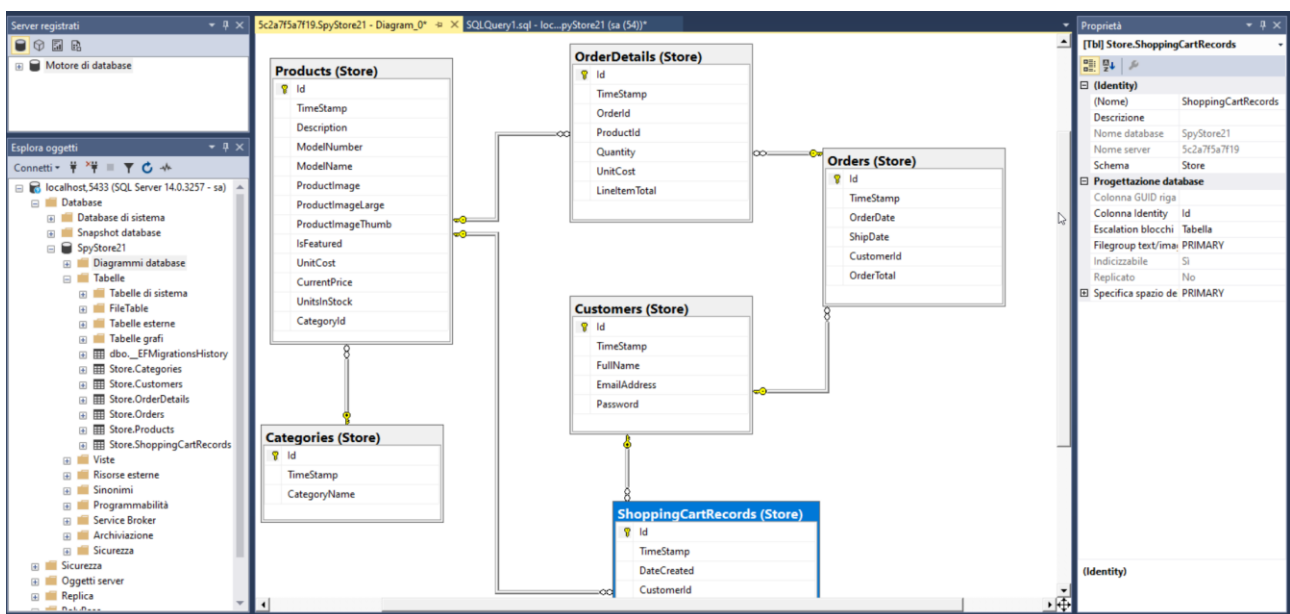 Server registrati
Motore di database
Esplora oggetti
Connetti
localhost,5433 (SQL Server 14.0.3257 - sa)
Database
Database di sistema
Snapshot database
SpyStore21
Diagrammi database
Tabelle
Tabelle di sistema
FileTable
Tabelle esterne
Tabelle grafi
dbo.__EFMigrationsHistory
Store.Categories
Store.Customers
Store.OrderDetails
Store.Orders
Store.Products
Store.ShoppingCartRecords
Viste
Risorse esterne
Sinonimi
Programmabilità
Service Broker
Archiviazione
Sicurezza
Sicurezza
Oggetti server
Replica
5c2a7f5a7f19.SpyStore21 - Diagram_0*
SQLQuery1.sql - loc...pyStore21 (sa (54))*
Products (Store)
Id
TimeStamp
Description
ModelNumber
ModelName
ProductImage
ProductImageLarge
ProductImageThumb
IsFeatured
UnitCost
CurrentPrice
UnitsInStock
CategoryId
OrderDetails (Store)
Id
TimeStamp
OrderId
ProductId
Quantity
UnitCost
LineItemTotal
Orders (Store)
Id
TimeStamp
OrderDate
ShipDate
CustomerId
OrderTotal
Customers (Store)
Id
TimeStamp
FullName
EmailAddress
Password
Categories (Store)
Id
TimeStamp
CategoryName
ShoppingCartRecords (Store)
Id
TimeStamp
DateCreated
CustomerId
Proprietà
[Tbl] Store.ShoppingCartRecords
(Identity)
(Nome) ShoppingCartRecords
Descrizione
Nome database SpyStore21
Nome server 5c2a7f5a7f19
Schema Store
Progettazione database
Colonna GUID riga
Colonna Identity Id
Escalation blocchi Tabella
Filegroup text/ima PRIMARY
Indicizzabile Sì
Replicato No
Specifica spazio de PRIMARY
(Identity)